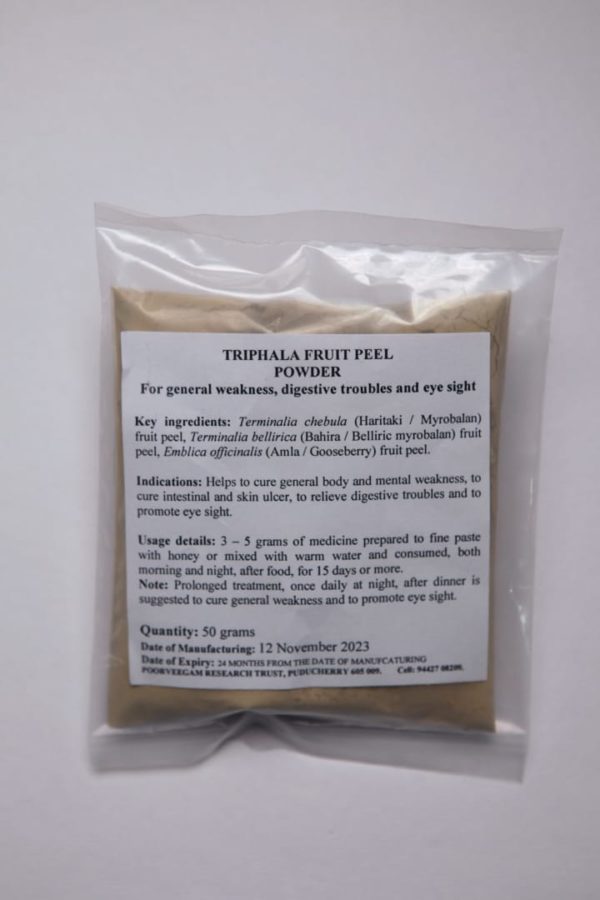 TRIPHALA FRUIT PEEL
POWDER
For general weakness, digestive troubles and eye sight
Key ingredients: Terminalia chebula (Haritaki / Myrobalan)
fruit peel, Terminalia bellirica (Bahira / Belliric myrobalan) fruit
peel, Emblica officinalis (Amla / Gooseberry) fruit peel.
Indications: Helps to cure general body and mental weakness, to
cure intestinal and skin ulcer, to relieve digestive troubles and to
promote eye sight.
Usage details: 3 – 5 grams of medicine prepared to fine paste
with honey or mixed with warm water and consumed, both
morning and night, after food, for 15 days or more.
Note: Prolonged treatment, once daily at night, after dinner is
suggested to cure general weakness and to promote eye sight.
Quantity: 50 grams
Date of Manufacturing: 12 November 2023
Date of Expiry: 24 MONTHS FROM THE DATE OF MANUFCATURING
POORVEEGAM RESEARCH TRUST, PUDUCHERRY 605 009. Cell: 94427 08208.